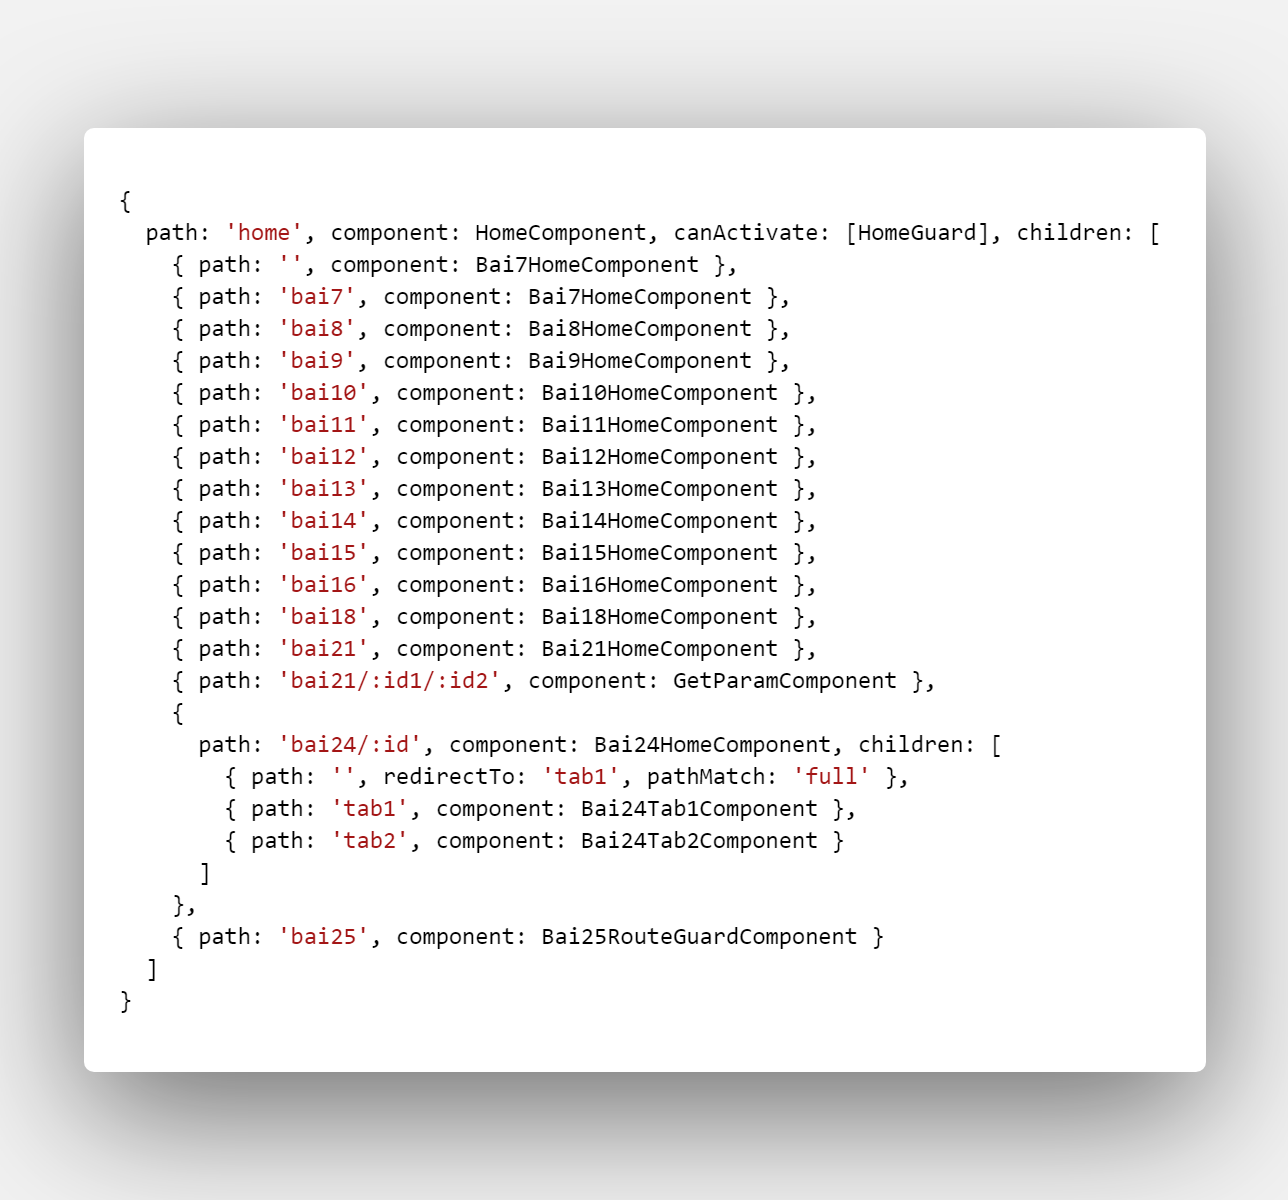 {
  path: 'home', component: HomeComponent, canActivate: [HomeGuard], children: [
    { path: '', component: Bai7HomeComponent },
    { path: 'bai7', component: Bai7HomeComponent },
    { path: 'bai8', component: Bai8HomeComponent },
    { path: 'bai9', component: Bai9HomeComponent },
    { path: 'bai10', component: Bai10HomeComponent },
    { path: 'bai11', component: Bai11HomeComponent },
    { path: 'bai12', component: Bai12HomeComponent },
    { path: 'bai13', component: Bai13HomeComponent },
    { path: 'bai14', component: Bai14HomeComponent },
    { path: 'bai15', component: Bai15HomeComponent },
    { path: 'bai16', component: Bai16HomeComponent },
    { path: 'bai18', component: Bai18HomeComponent },
    { path: 'bai21', component: Bai21HomeComponent },
    { path: 'bai21/:id1/:id2', component: GetParamComponent },
    {
      path: 'bai24/:id', component: Bai24HomeComponent, children: [
        { path: '', redirectTo: 'tab1', pathMatch: 'full' },
        { path: 'tab1', component: Bai24Tab1Component },
        { path: 'tab2', component: Bai24Tab2Component }
      ]
    },
    { path: 'bai25', component: Bai25RouteGuardComponent }
  ]
}